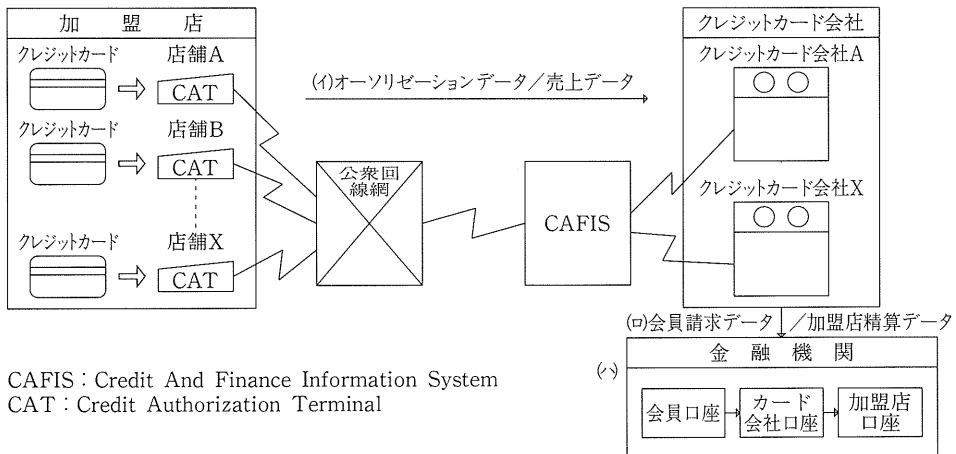 加盟店
クレジットカード 店舗A
CAT
クレジットカード 店舗B
CAT
クレジットカード 店舗X
CAT
(イ)オーソリゼーションデータ/売上データ
公衆回
線網
CAFIS
クレジットカード会社
クレジットカード会社A
クレジットカード会社X
(ロ)会員請求データ/加盟店精算データ
(ハ)
金融機関
会員口座
カード
会社口座
加盟店
口座
CAFIS:Credit And Finance Information System
CAT:Credit Authorization Terminal